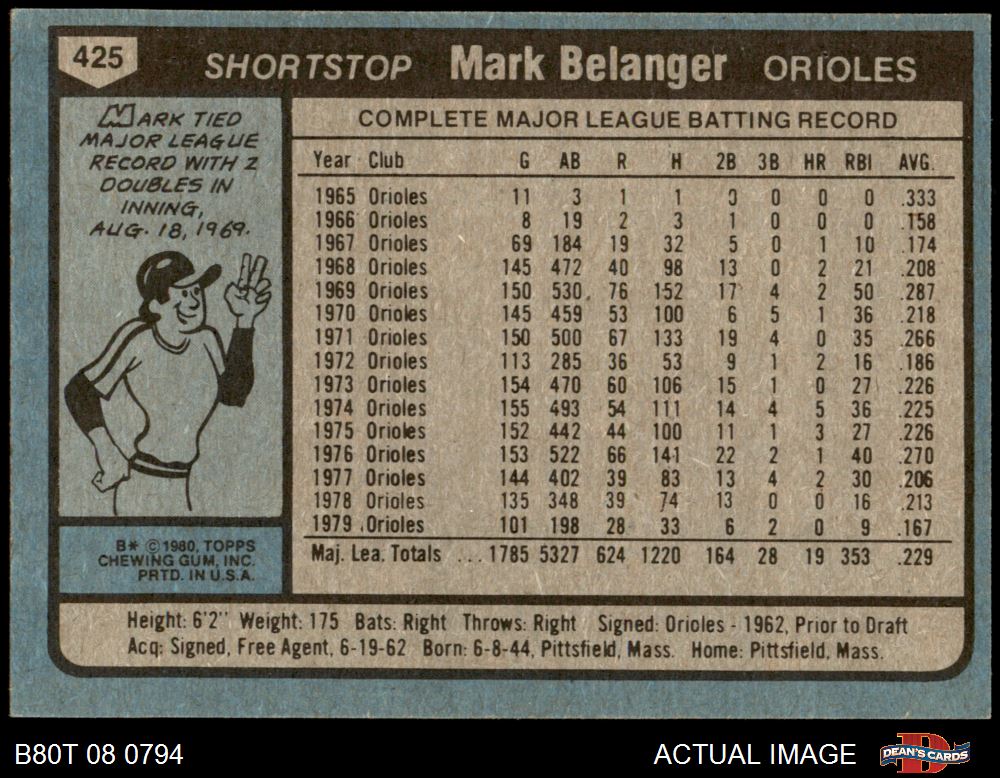 425
SHORTSTOP Mark Belanger ORIOLES
MARK TIED
MAJOR LEAGUE
RECORD WITH 2
DOUBLES IN
INNING,
AUG. 18, 1969.
B* © 1980, TOPPS
CHEWING GUM, INC.
PRTD. IN U.S.A.
COMPLETE MAJOR LEAGUE BATTING RECORD
Year Club G AB R H 2B 3B HR RBI AVG.
1965 Orioles 11 3 1 1 0 0 0 0 .333
1966 Orioles 8 19 2 3 1 0 0 0 .158
1967 Orioles 69 184 19 32 5 0 1 10 .174
1968 Orioles 145 472 40 98 13 0 2 21 .208
1969 Orioles 150 530 76 152 17 4 2 50 .287
1970 Orioles 145 459 53 100 6 5 1 36 .218
1971 Orioles 150 500 67 133 19 4 0 35 .266
1972 Orioles 113 285 36 53 9 1 2 16 .186
1973 Orioles 154 470 60 106 15 1 0 27 .226
1974 Orioles 155 493 54 111 14 4 5 36 .225
1975 Orioles 152 442 44 100 11 1 3 27 .226
1976 Orioles 153 522 66 141 22 2 1 40 .270
1977 Orioles 144 402 39 83 13 4 2 30 .206
1978 Orioles 135 348 39 74 13 0 0 16 .213
1979 Orioles 101 198 28 33 6 2 0 9 .167
Maj. Lea. Totals ... 1785 5327 624 1220 164 28 19 353 .229
Height: 6'2" Weight: 175 Bats: Right Throws: Right Signed: Orioles - 1962, Prior to Draft
Acq: Signed, Free Agent, 6-19-62 Born: 6-8-44, Pittsfield, Mass. Home: Pittsfield, Mass.
B80T 08 0794
ACTUAL IMAGE
DEAN'S CARDS